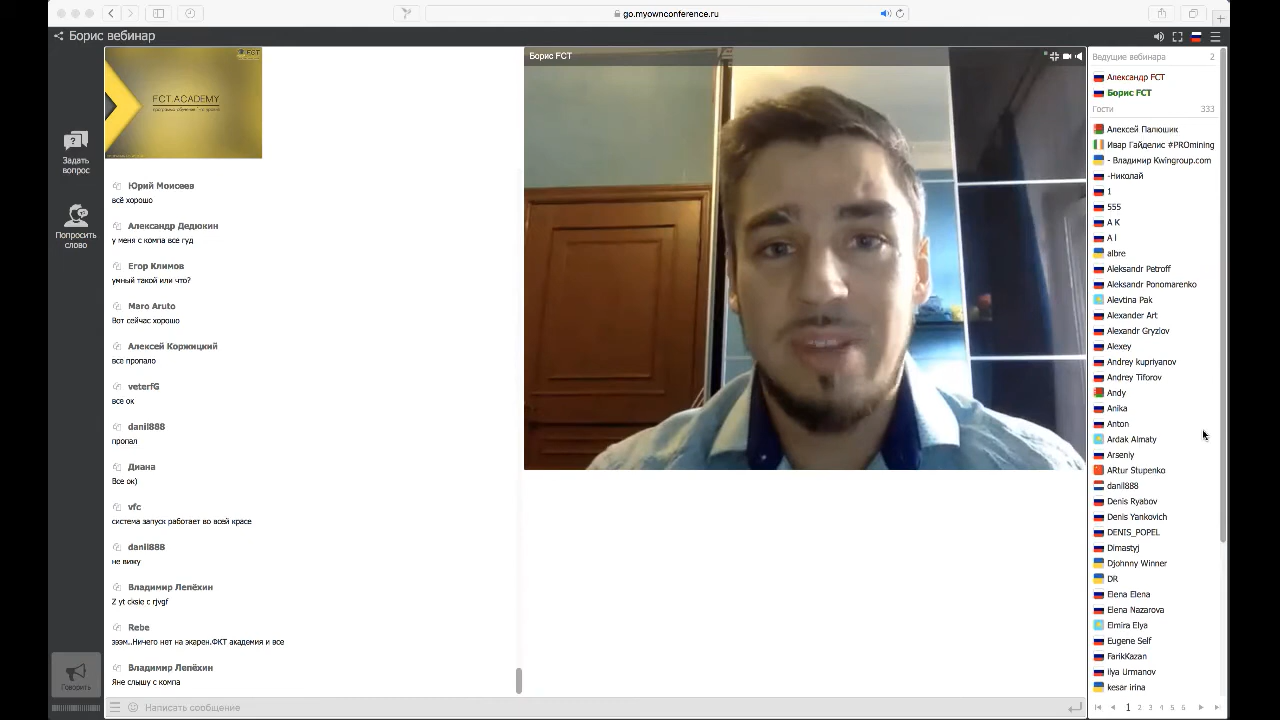 go.myownconference.ru
Борис вебинар
Задать
вопрос
Попросить
слово
Говорить
FCT
FCT.ACADEMY
Юрий Моисеев
всё хорошо
Александр Дедюкин
у меня с компа все гуд
Егор Климов
умный такой или что?
Maro Aruto
Вот сейчас хорошо
Алексей Коржицкий
все пропало
veterfG
все ок
danil888
пропал
Диана
Все ок)
vfc
система запуск работает во всей красе
danil888
не вижу
Владимир Лепёхин
Z yt cksie c rjvgf
Rebe
эээм..Ничего нет на экарен.ФКТ академия и все
Владимир Лепёхин
Яне слышу с компа
Написать сообщение
Борис FCT
Ведущие вебинара 2
Александр FCT
Борис FCT
Гости 333
Алексей Палюшик
Ивар Гайделис #PROmining
- Владимир Kwingroup.com
-Николай
1
555
A K
A l
albre
Aleksandr Petroff
Aleksandr Ponomarenko
Alevtina Pak
Alexander Art
Alexandr Gryzlov
Alexey
Andrey kupriyanov
Andrey Tiforov
Andy
Anika
Anton
Ardak Almaty
Arseniy
ARtur Stupenko
danil888
Denis Ryabov
Denis Yankovich
DENIS_POPEL
Dimastyj
Djohnny Winner
DR
Elena Elena
Elena Nazarova
Elmira Elya
Eugene Self
FarikKazan
ilya Urmanov
kesar irina
1 2 3 4 5 6